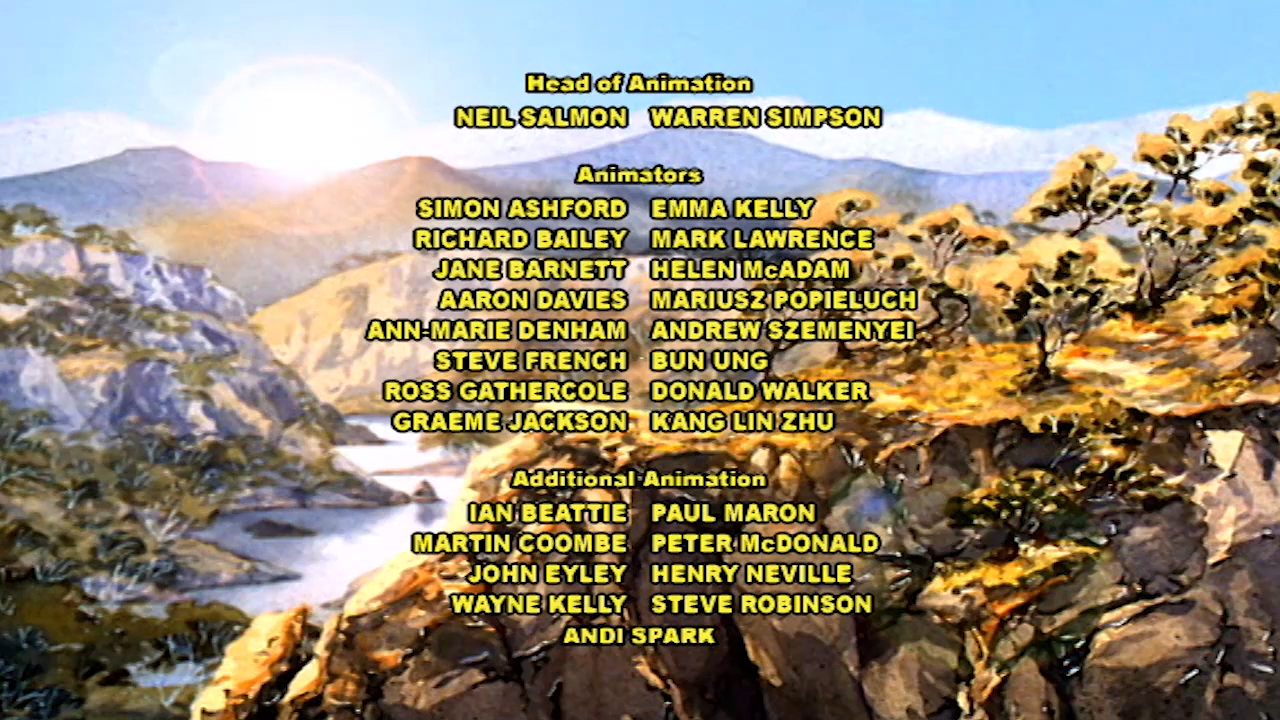 Head of Animation
NEIL SALMON WARREN SIMPSON
Animators
SIMON ASHFORD EMMA KELLY
RICHARD BAILEY MARK LAWRENCE
JANE BARNETT HELEN McADAM
AARON DAVIES MARIUSZ POPIELUCH
ANN-MARIE DENHAM ANDREW SZEMENYEI
STEVE FRENCH BUN UNG
ROSS GATHERCOLE DONALD WALKER
GRAEME JACKSON KANG LIN ZHU
Additional Animation
IAN BEATTIE PAUL MARON
MARTIN COOMBE PETER McDONALD
JOHN EYLEY HENRY NEVILLE
WAYNE KELLY STEVE ROBINSON
ANDI SPARK